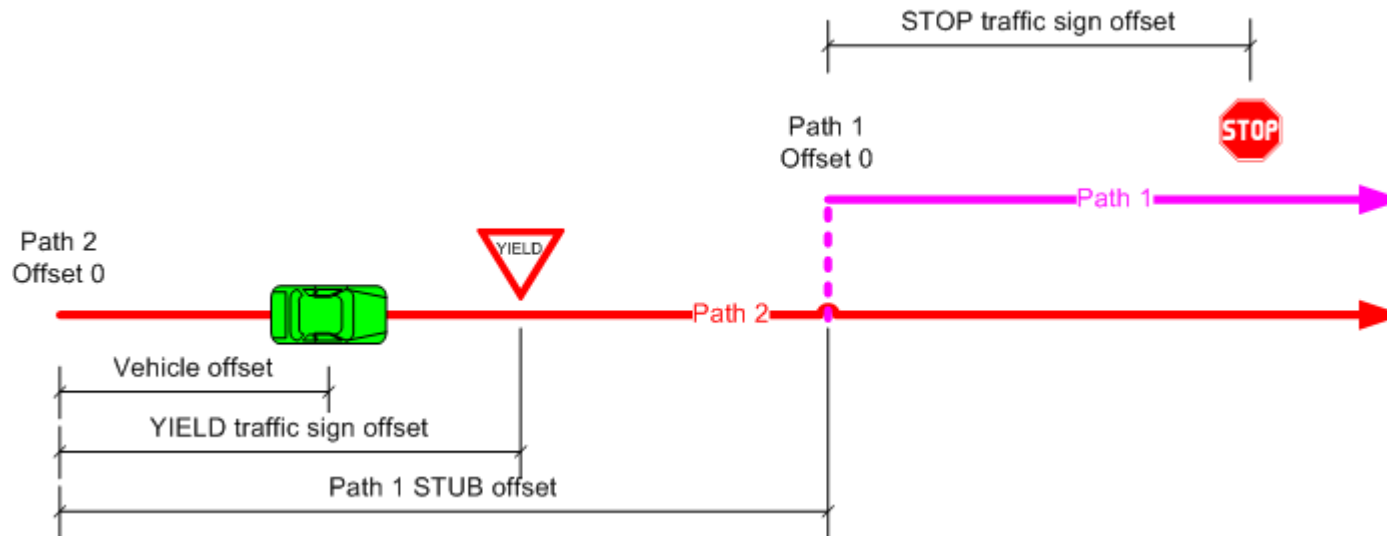 STOP traffic sign offset
Path 1
Offset 0
STOP
Path 1
Path 2
Offset 0
YIELD
Path 2
Vehicle offset
YIELD traffic sign offset
Path 1 STUB offset